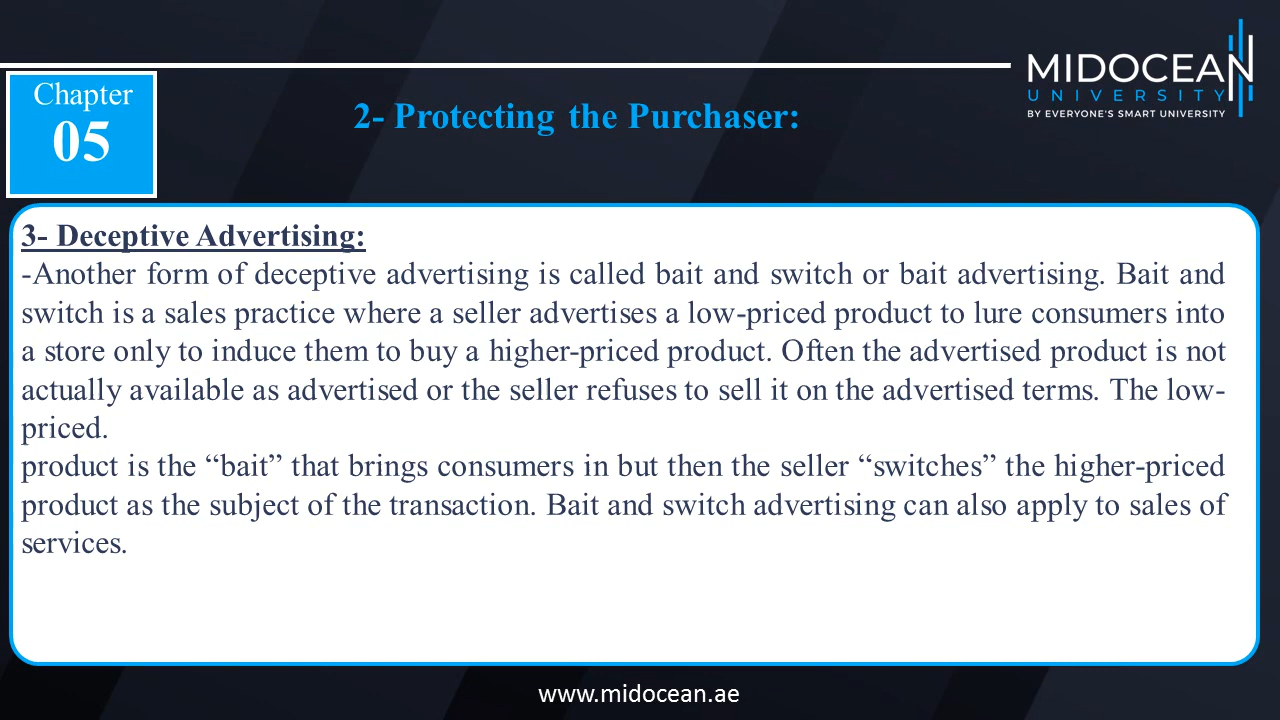 MIDOCEAN
UNIVERSITY
BY EVERYONE'S SMART UNIVERSITY
Chapter
05
2- Protecting the Purchaser:
3- Deceptive Advertising:
-Another form of deceptive advertising is called bait and switch or bait advertising. Bait and
switch is a sales practice where a seller advertises a low-priced product to lure consumers into
a store only to induce them to buy a higher-priced product. Often the advertised product is not
actually available as advertised or the seller refuses to sell it on the advertised terms. The low-
priced.
product is the “bait” that brings consumers in but then the seller “switches” the higher-priced
product as the subject of the transaction. Bait and switch advertising can also apply to sales of
services.
www.midocean.ae